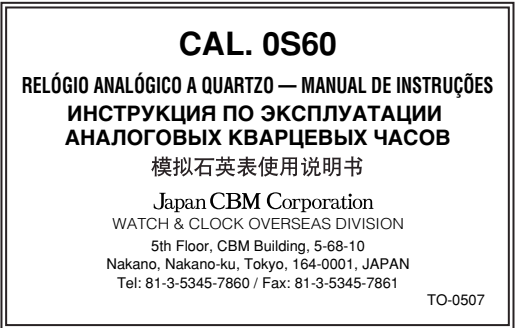 CAL. 0S60
RELÓGIO ANALÓGICO A QUARTZO — MANUAL DE INSTRUÇÕES
ИНСТРУКЦИЯ ПО ЭКСПЛУАТАЦИИ
АНАЛОГОВЫХ КВАРЦЕВЫХ ЧАСОВ
模拟石英表使用说明书
Japan CBM Corporation
WATCH & CLOCK OVERSEAS DIVISION
5th Floor, CBM Building, 5-68-10
Nakano, Nakano-ku, Tokyo, 164-0001, JAPAN
Tel: 81-3-5345-7860 / Fax: 81-3-5345-7861
TO-0507